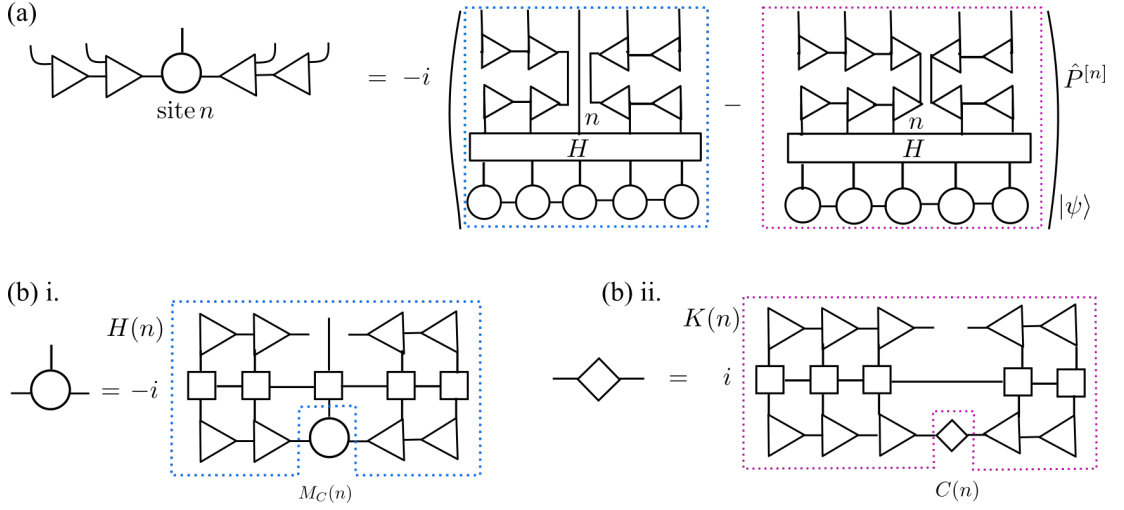 (a)
site n
= −i
n
H
−
n
H
P̂^{[n]}
|ψ⟩
(b) i.
H(n)
= −i
M_C(n)
(b) ii.
K(n)
= i
C(n)